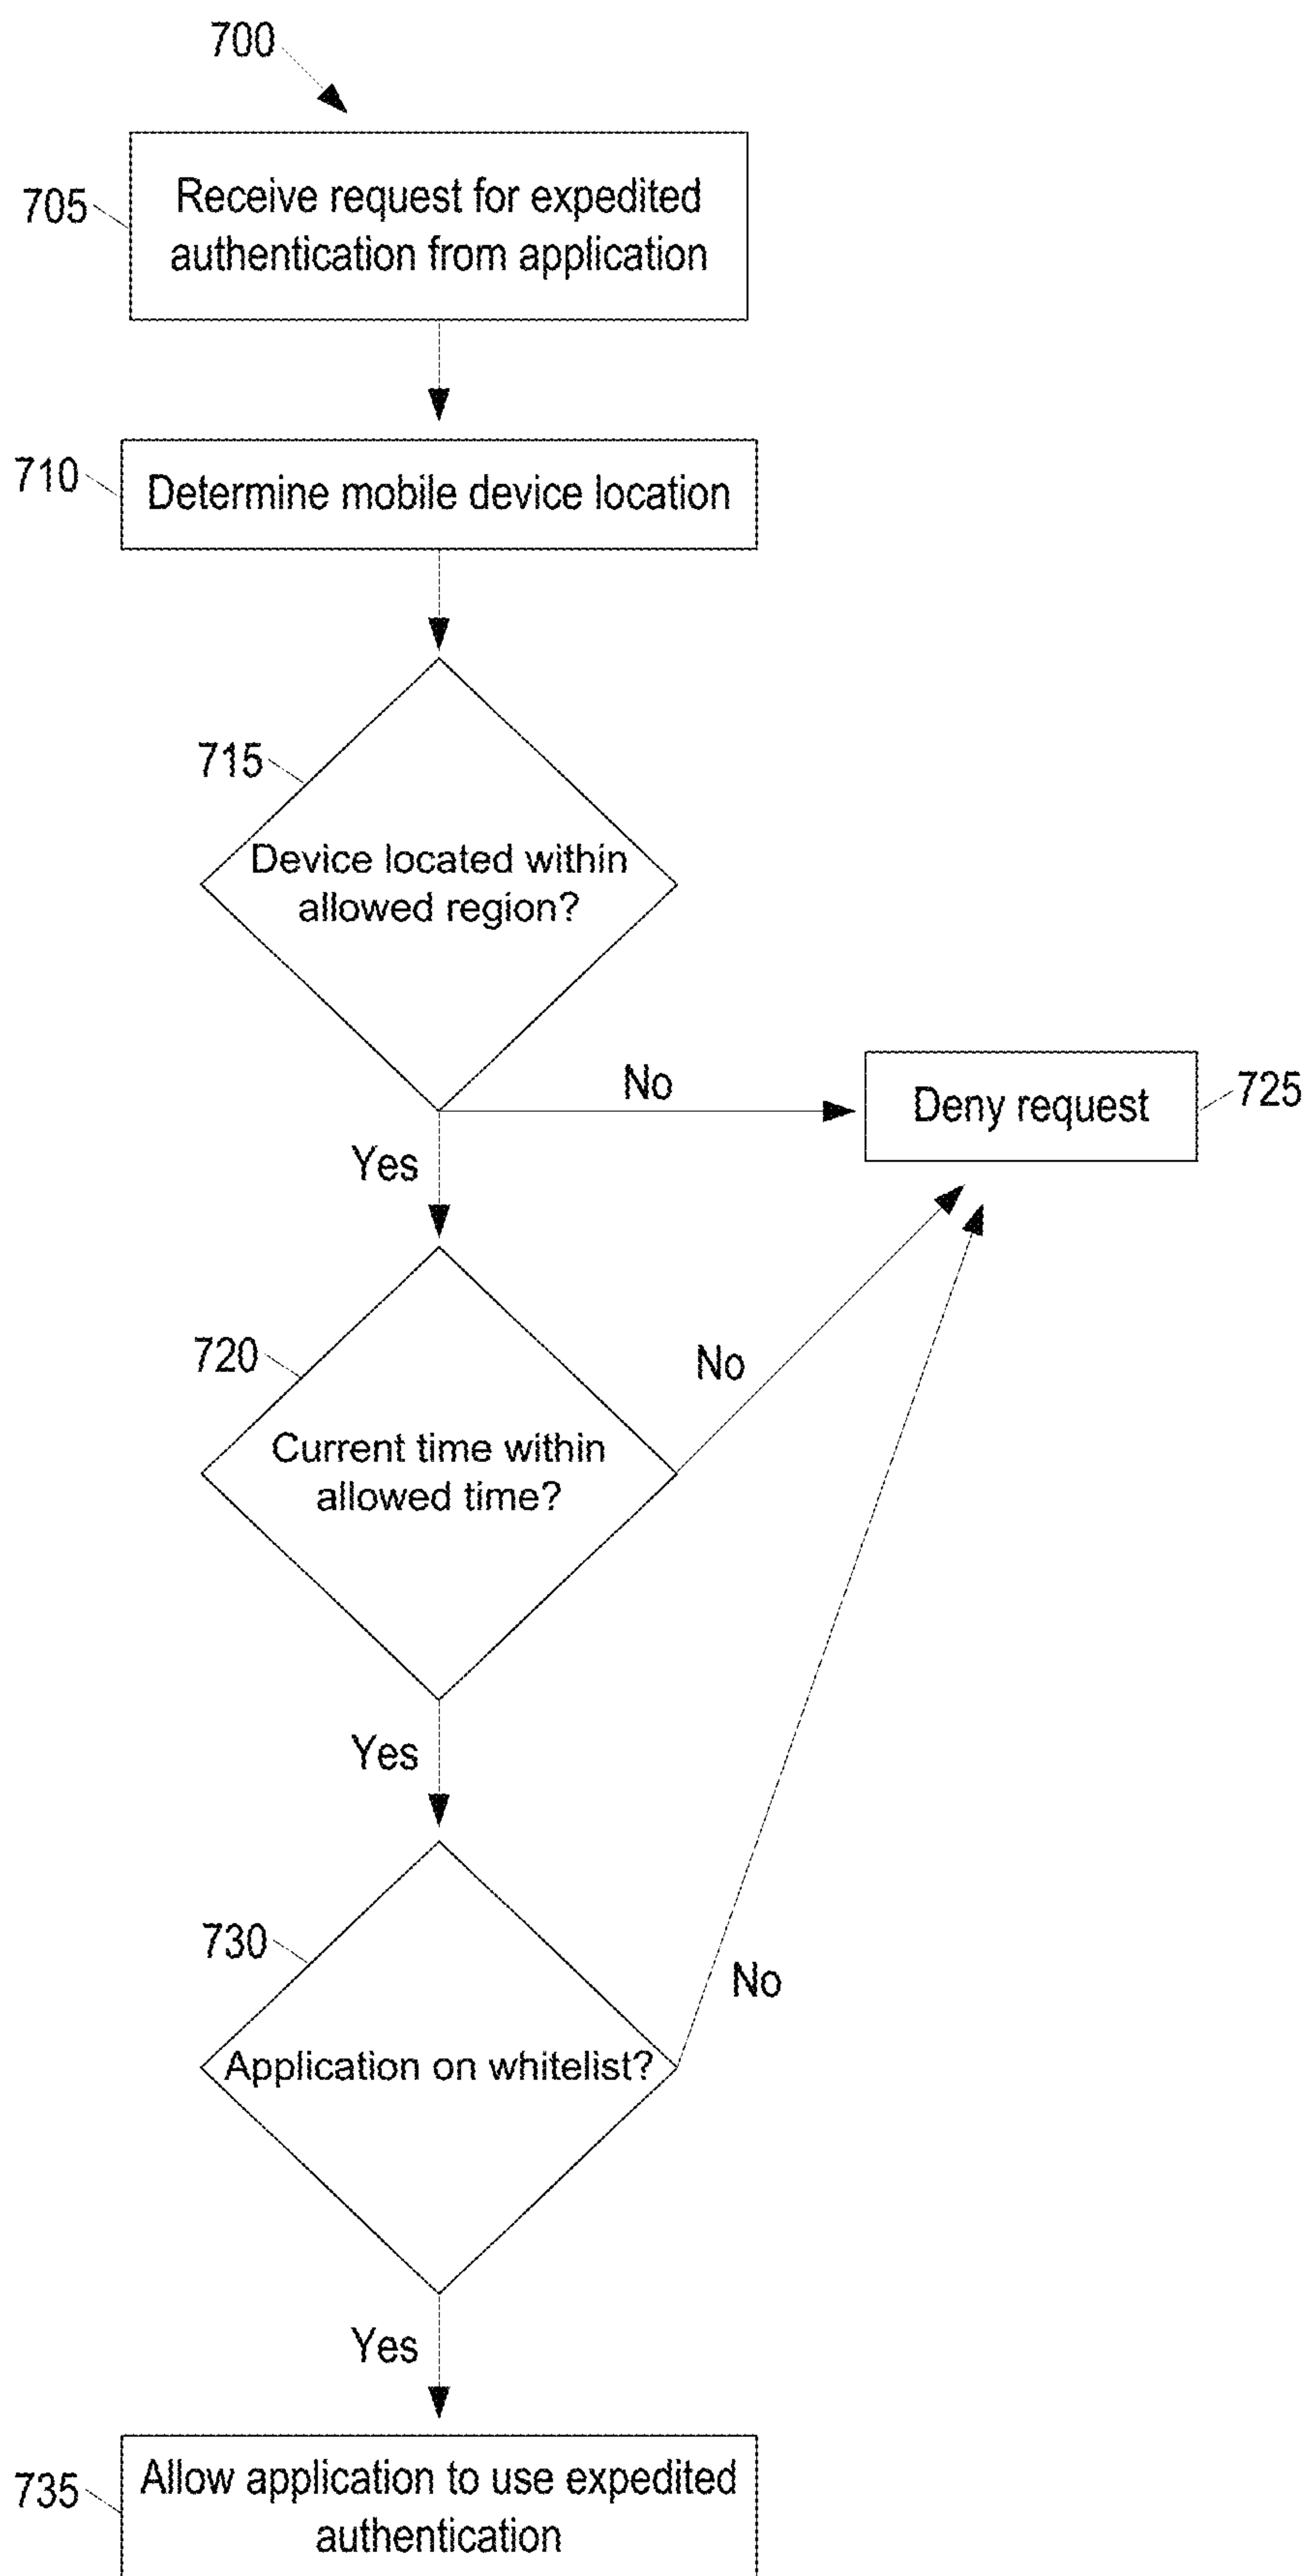 700
705
Receive request for expedited
authentication from application
710
Determine mobile device location
715
Device located within
allowed region?
No
Deny request
725
Yes
720
Current time within
allowed time?
No
Yes
730
Application on whitelist?
No
Yes
735
Allow application to use expedited
authentication